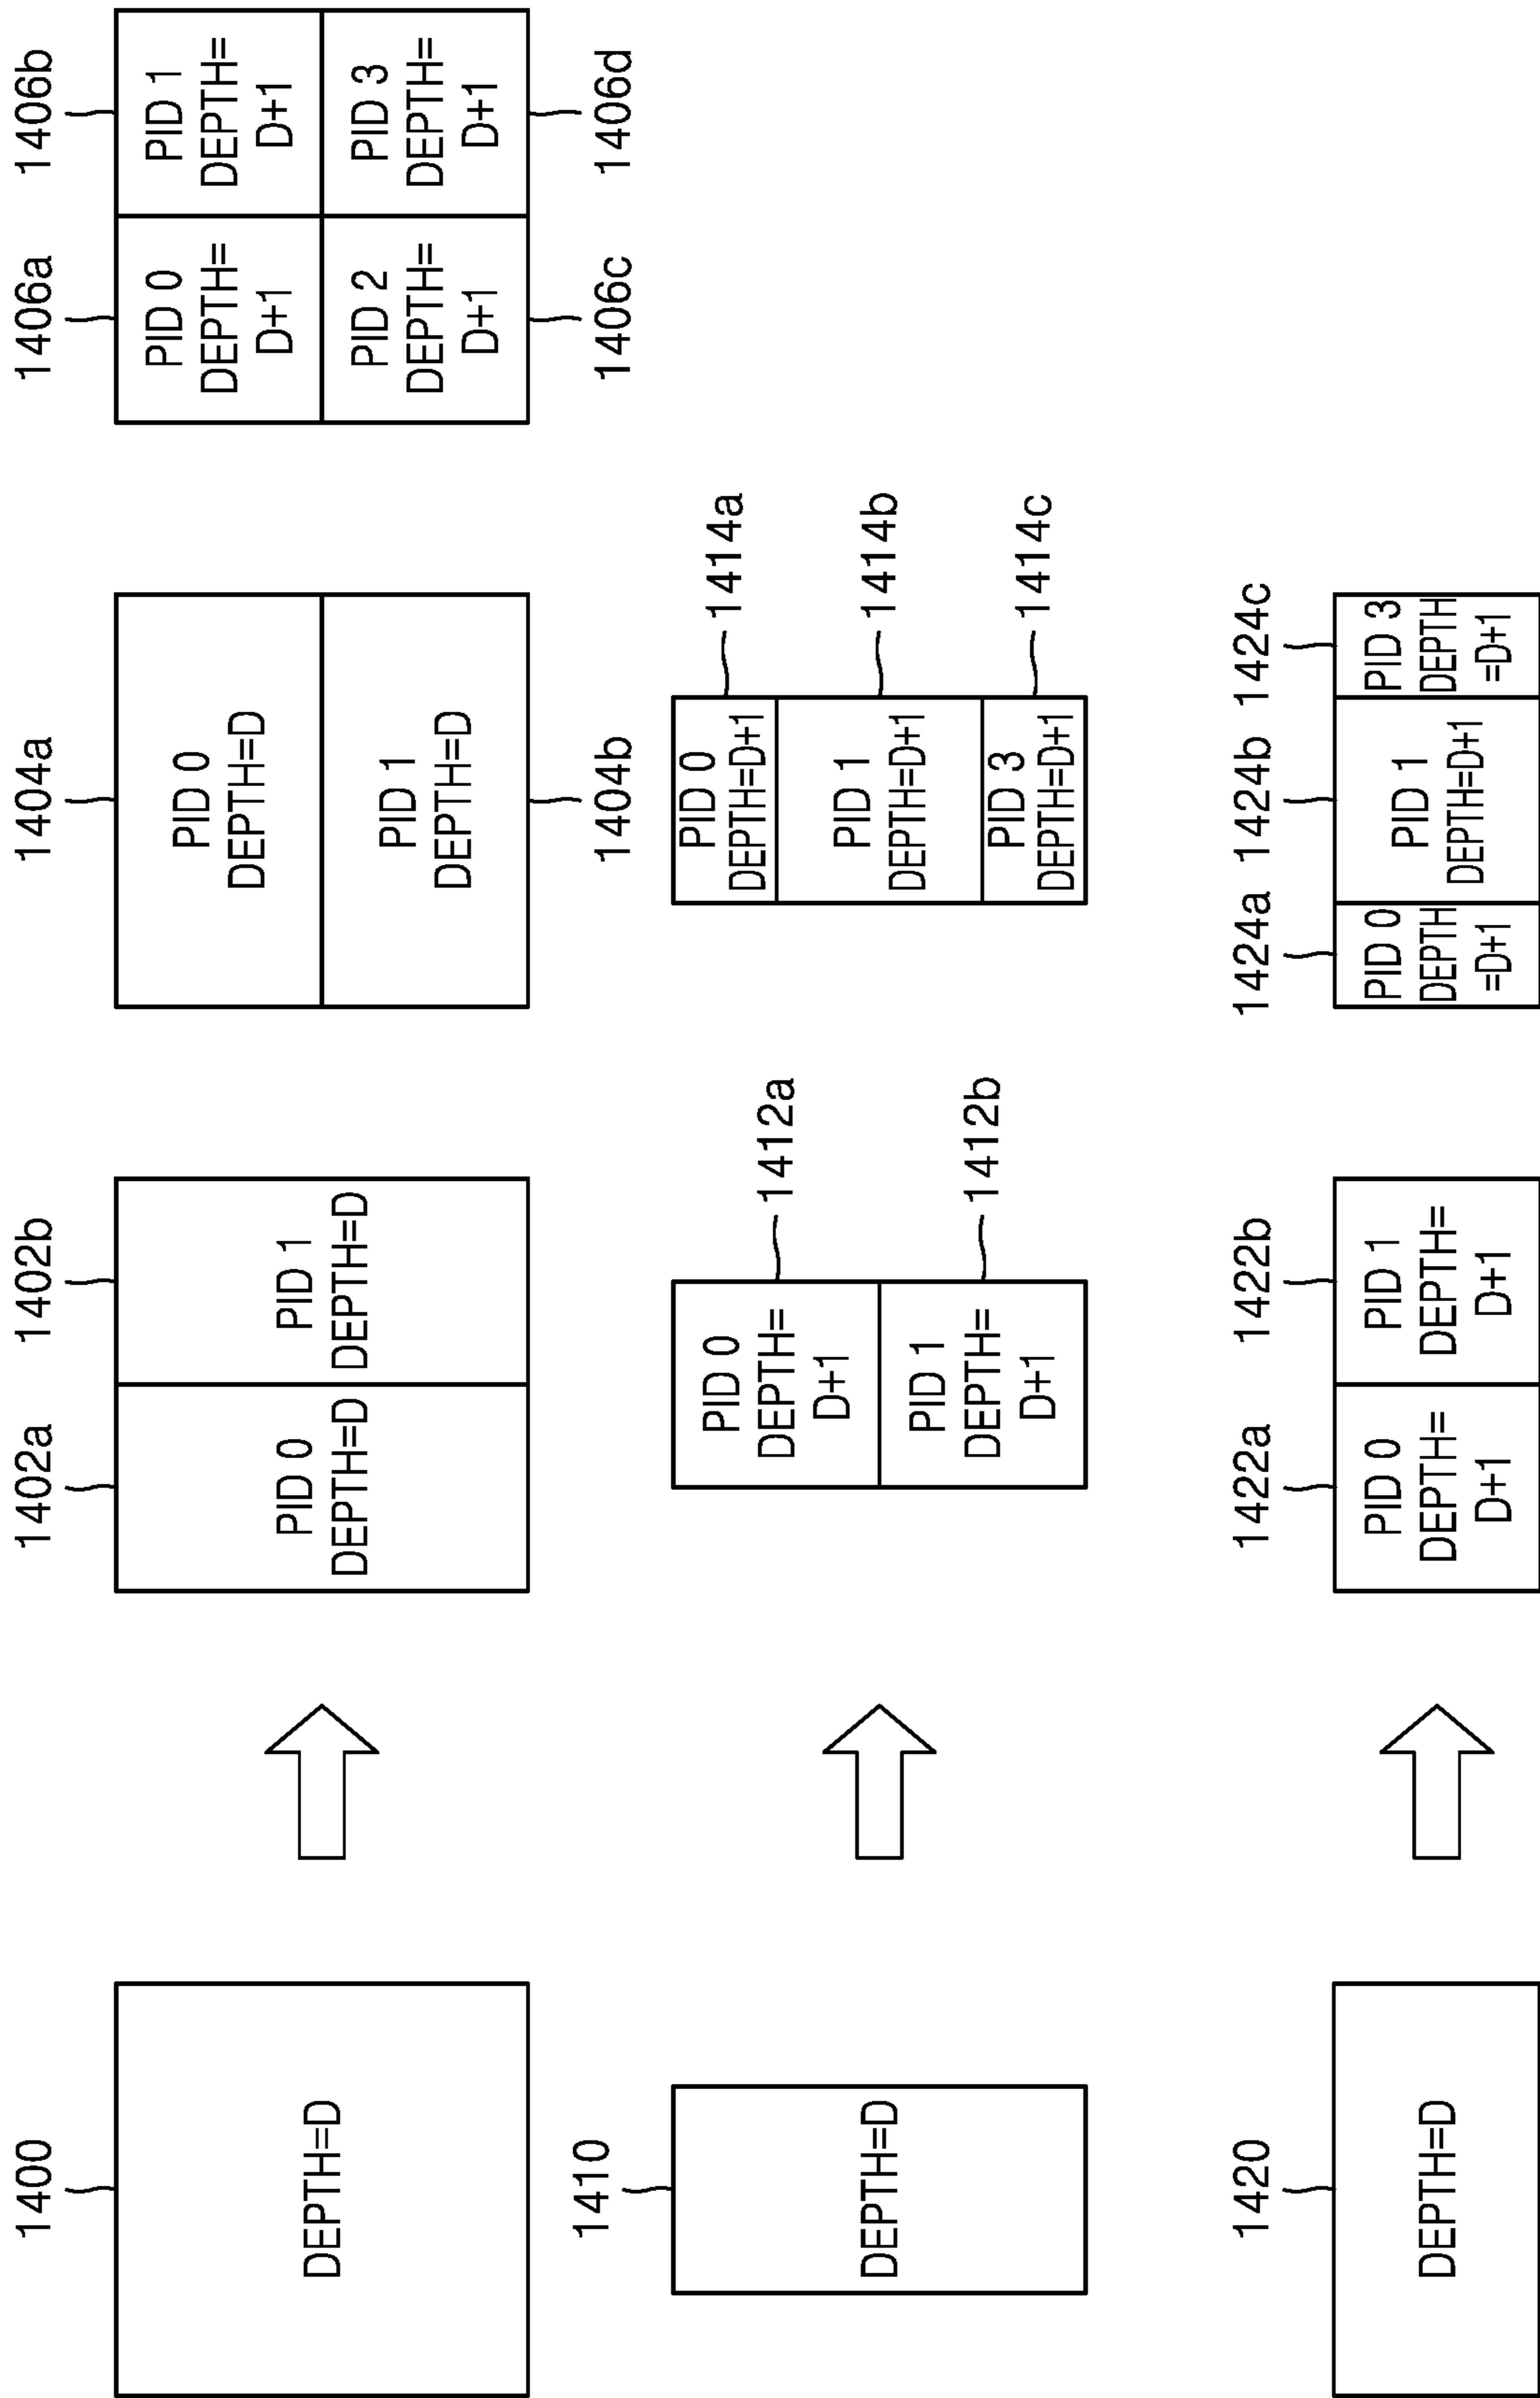 1400
DEPTH=D
1402a
1402b
PID 0
DEPTH=D
PID 1
DEPTH=D
1404a
PID 0
DEPTH=D
PID 1
DEPTH=D
1404b
1406a
1406b
PID 0
DEPTH=
D+1
PID 1
DEPTH=
D+1
PID 2
DEPTH=
D+1
PID 3
DEPTH=
D+1
1406c
1406d
1410
DEPTH=D
PID 0
DEPTH=
D+1
1412a
PID 1
DEPTH=
D+1
1412b
PID 0
DEPTH=D+1
1414a
PID 1
DEPTH=D+1
1414b
PID 3
DEPTH=D+1
1414c
1420
DEPTH=D
1422a
1422b
PID 0
DEPTH=
D+1
PID 1
DEPTH=
D+1
1424a
1424b
1424c
PID 0
DEPTH
=D+1
PID 1
DEPTH=D+1
PID 3
DEPTH
=D+1